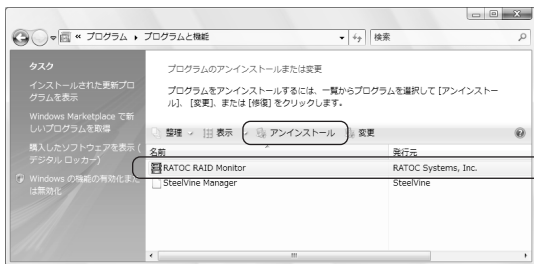 « プログラム ▸ プログラムと機能
検索
タスク
インストールされた更新プログラムを表示
Windows Marketplace で新しいプログラムを取得
購入したソフトウェアを表示 (デジタル ロッカー)
Windows の機能の有効化または無効化
プログラムのアンインストールまたは変更
プログラムをアンインストールするには、一覧からプログラムを選択して [アンインストー
ル]、[変更]、または [修復] をクリックします。
整理 表示 アンインストール 変更
名前 発行元
RATOC RAID Monitor RATOC Systems, Inc.
SteelVine Manager SteelVine